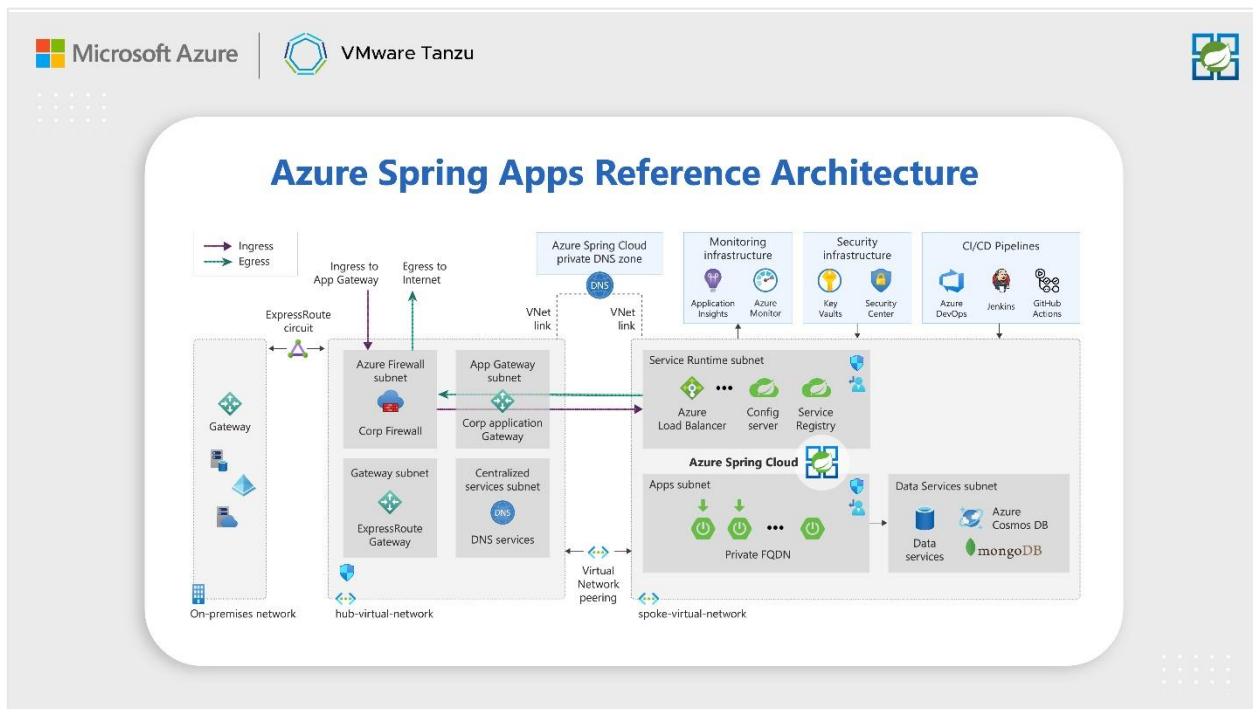 Microsoft Azure
VMware Tanzu
Azure Spring Apps Reference Architecture
Ingress
Egress
Ingress to
App Gateway
Egress to
Internet
Azure Spring Cloud
private DNS zone
DNS
Monitoring
infrastructure
Application
Insights
Azure
Monitor
Security
infrastructure
Key
Vaults
Security
Center
CI/CD Pipelines
Azure
DevOps
Jenkins
GitHub
Actions
ExpressRoute
circuit
VNet
link
VNet
link
Gateway
On-premises network
Azure Firewall
subnet
Corp Firewall
App Gateway
subnet
Corp application
Gateway
Gateway subnet
ExpressRoute
Gateway
Centralized
services subnet
DNS
DNS services
hub-virtual-network
Virtual
Network
peering
Service Runtime subnet
Azure
Load Balancer
Config
server
Service
Registry
Azure Spring Cloud
Apps subnet
Private FQDN
Data Services subnet
Data
services
Azure
Cosmos DB
mongoDB
spoke-virtual-network